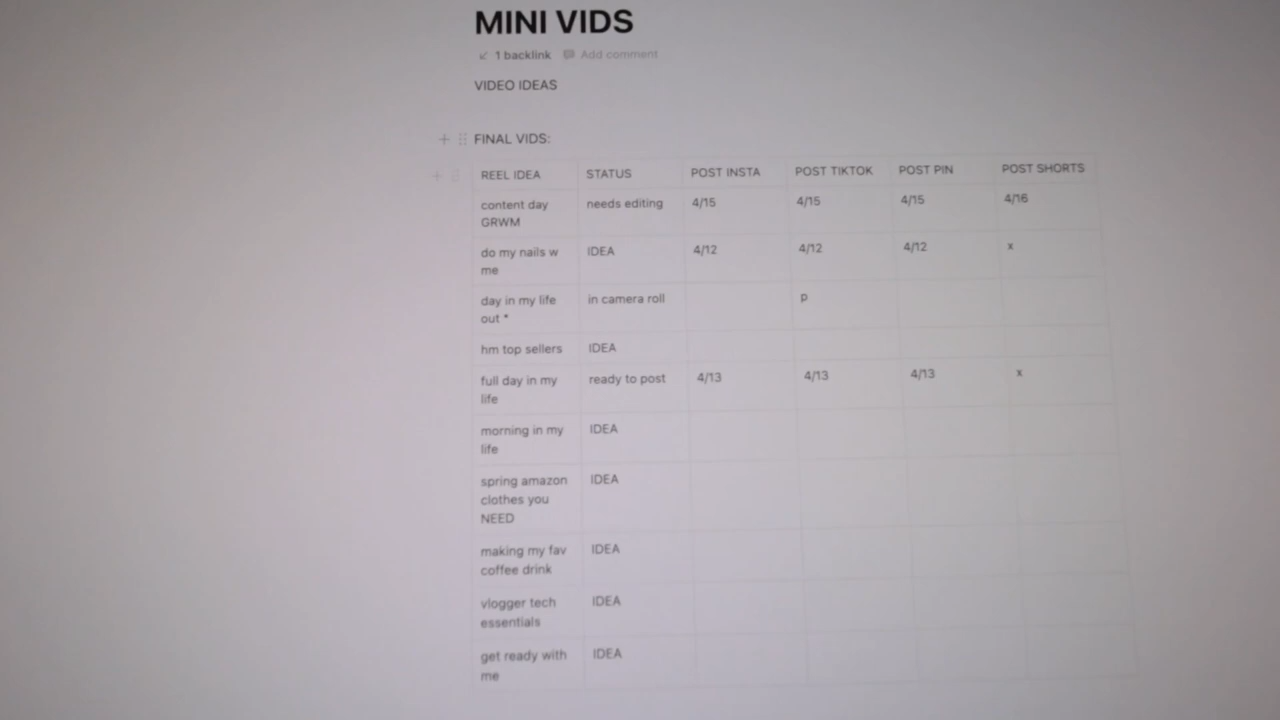 MINI VIDS
1 backlink Add comment
VIDEO IDEAS
FINAL VIDS:
REEL IDEA STATUS POST INSTA POST TIKTOK POST PIN POST SHORTS
content day needs editing 4/15 4/15 4/15 4/16
GRWM
do my nails w IDEA 4/12 4/12 4/12 x
me
day in my life in camera roll p
out *
hm top sellers IDEA
full day in my ready to post 4/13 4/13 4/13 x
life
morning in my IDEA
life
spring amazon IDEA
clothes you
NEED
making my fav IDEA
coffee drink
vlogger tech IDEA
essentials
get ready with IDEA
me